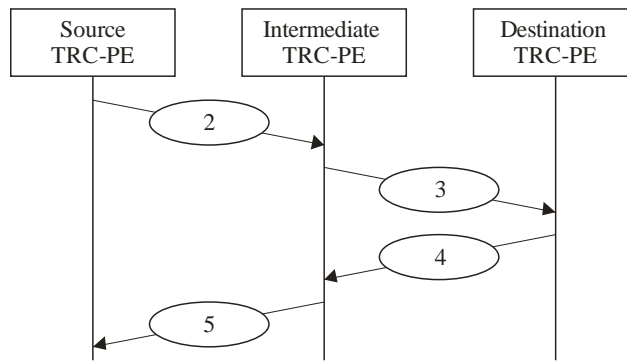 Source
TRC-PE
Intermediate
TRC-PE
Destination
TRC-PE
2
3
4
5